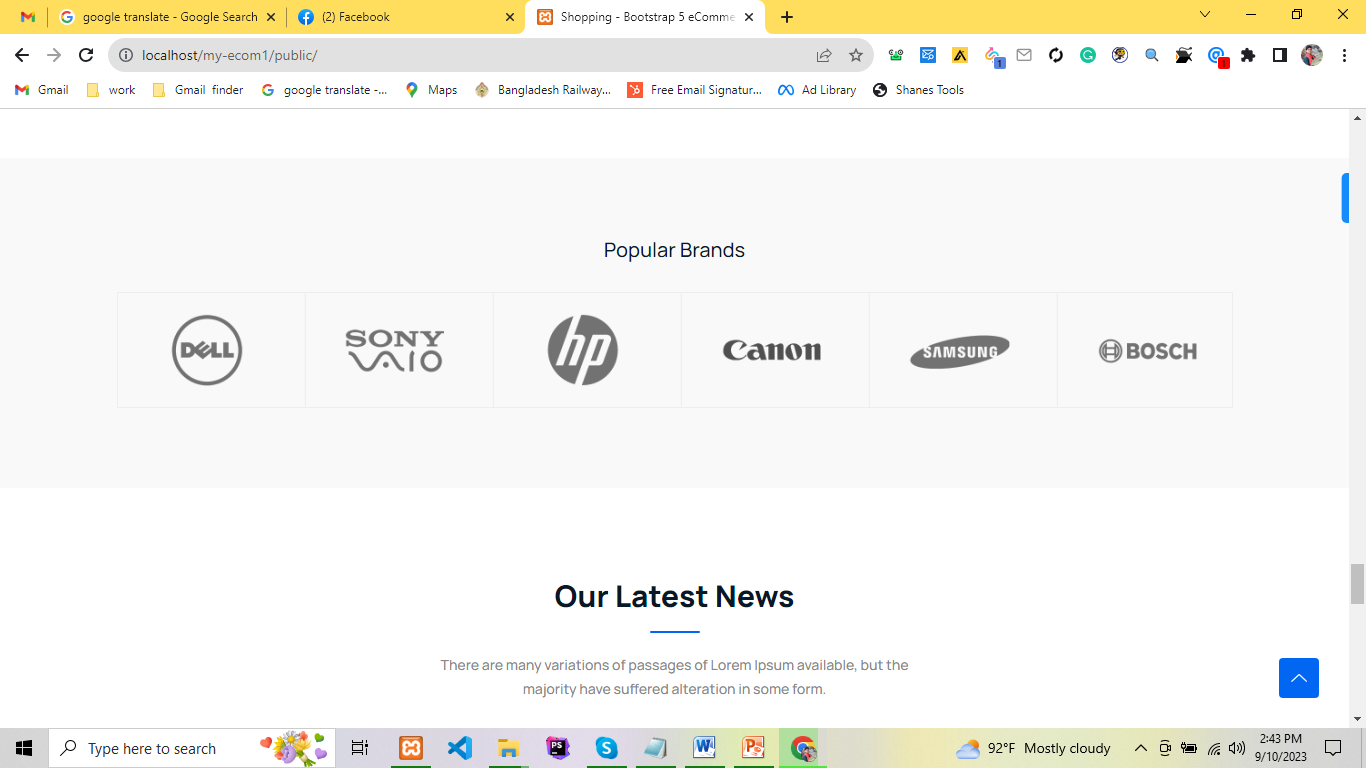 google translate - Google Search
(2) Facebook
Shopping - Bootstrap 5 eComme
localhost/my-ecom1/public/
1
1
Gmail
work
Gmail finder
google translate -...
Maps
Bangladesh Railway...
Free Email Signatur...
Ad Library
Shanes Tools
Popular Brands
DELL
SONY
VAIO
hp
Canon
SAMSUNG
BOSCH
Our Latest News
There are many variations of passages of Lorem Ipsum available, but the
majority have suffered alteration in some form.
Type here to search
92°F Mostly cloudy
2:43 PM
9/10/2023